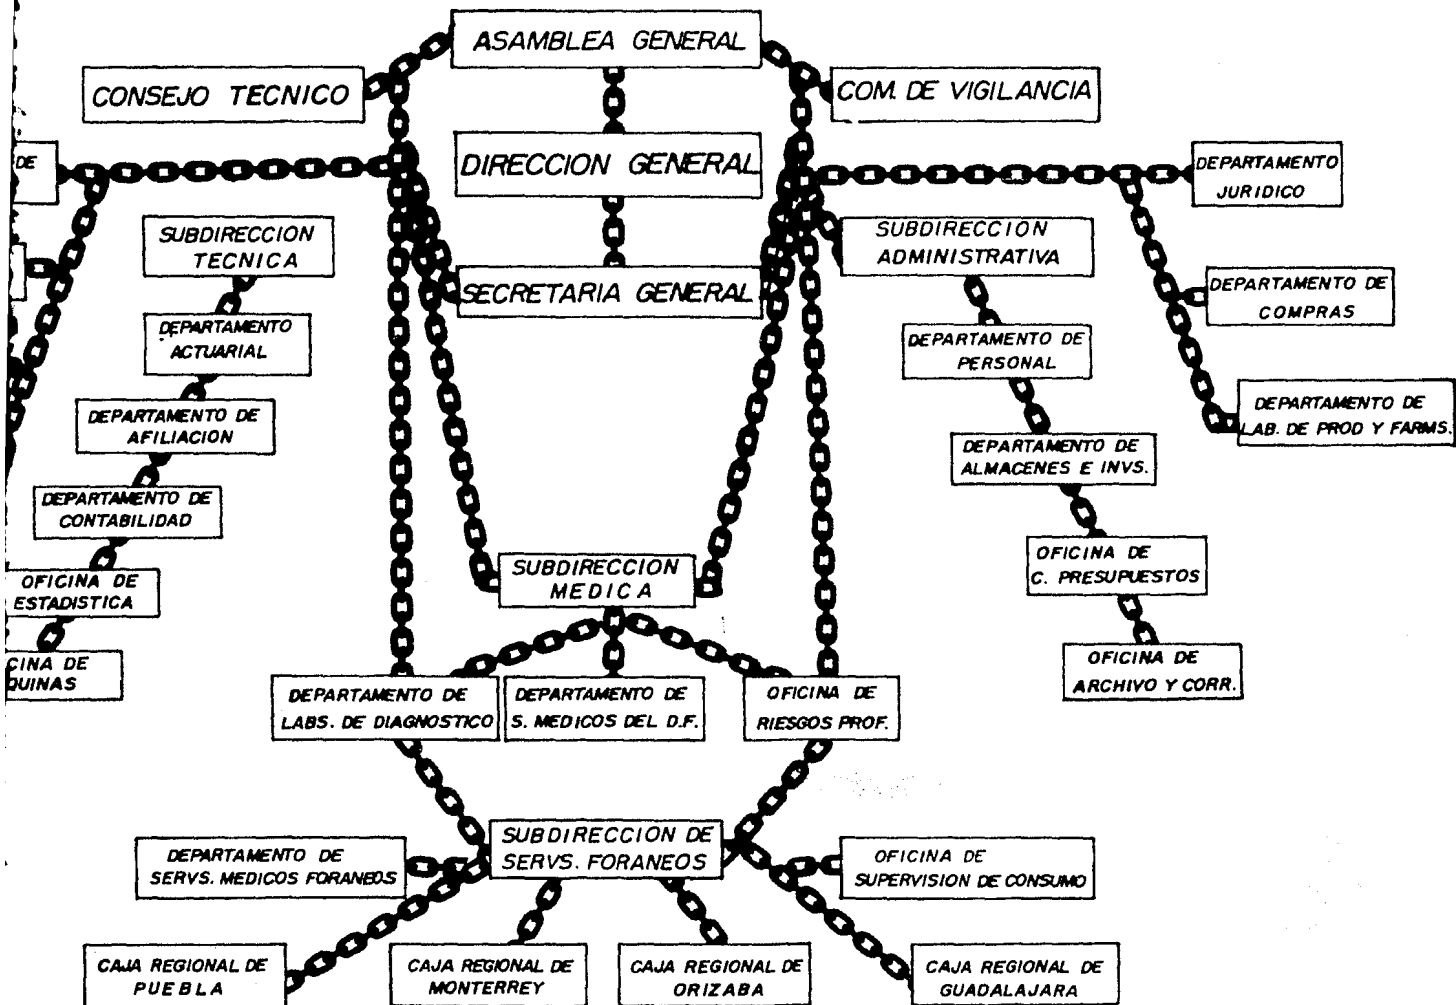 ASAMBLEA GENERAL
CONSEJO TECNICO
COM. DE VIGILANCIA
DIRECCION GENERAL
DE
DEPARTAMENTO
JURIDICO
SUBDIRECCION
TECNICA
SUBDIRECCION
ADMINISTRATIVA
SECRETARIA GENERAL
DEPARTAMENTO DE
COMPRAS
DEPARTAMENTO
ACTUARIAL
DEPARTAMENTO DE
PERSONAL
DEPARTAMENTO DE
AFILIACION
DEPARTAMENTO DE
LAB. DE PROD Y FARMS.
DEPARTAMENTO DE
ALMACENES E INVS.
DEPARTAMENTO DE
CONTABILIDAD
SUBDIRECCION
MEDICA
OFICINA DE
C. PRESUPUESTOS
OFICINA DE
ESTADISTICA
CINA DE
QUINAS
OFICINA DE
ARCHIVO Y CORR.
DEPARTAMENTO DE
LABS. DE DIAGNOSTICO
DEPARTAMENTO DE
S. MEDICOS DEL D.F.
OFICINA DE
RIESGOS PROF.
SUBDIRECCION DE
SERVS. FORANEOS
DEPARTAMENTO DE
SERVS. MEDICOS FORANEOS
OFICINA DE
SUPERVISION DE CONSUMO
CAJA REGIONAL DE
PUEBLA
CAJA REGIONAL DE
MONTERREY
CAJA REGIONAL DE
ORIZABA
CAJA REGIONAL DE
GUADALAJARA